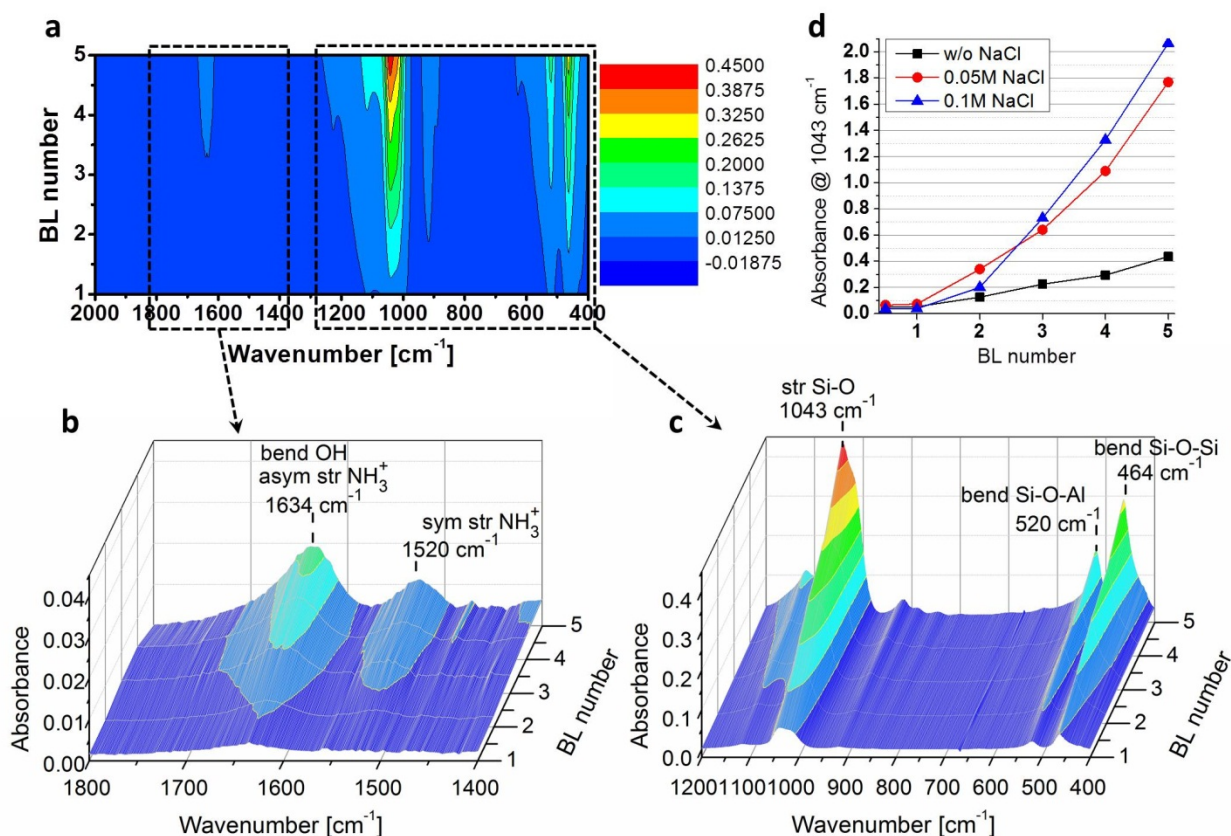 a
5
4
3
2
1
BL number
2000
1800
1600
1400
1200
1000
800
600
400
Wavenumber [cm⁻¹]
0.4500
0.3875
0.3250
0.2625
0.2000
0.1375
0.07500
0.01250
-0.01875
d
2.0
1.8
1.6
1.4
1.2
1.0
0.8
0.6
0.4
0.2
0.0
Absorbance @ 1043 cm⁻¹
w/o NaCl
0.05M NaCl
0.1M NaCl
1
2
3
4
5
BL number
b
bend OH
asym str NH₃⁺
1634 cm⁻¹
sym str NH₃⁺
1520 cm⁻¹
0.04
0.03
0.02
0.01
0.00
Absorbance
1800
1700
1600
1500
1400
Wavenumber [cm⁻¹]
5
4
3
2
1
BL number
c
str Si-O
1043 cm⁻¹
bend Si-O-Si
464 cm⁻¹
bend Si-O-Al
520 cm⁻¹
0.4
0.3
0.2
0.1
0.0
Absorbance
1200
1000
900
800
700
600
500
400
Wavenumber [cm⁻¹]
5
4
3
2
1
BL number